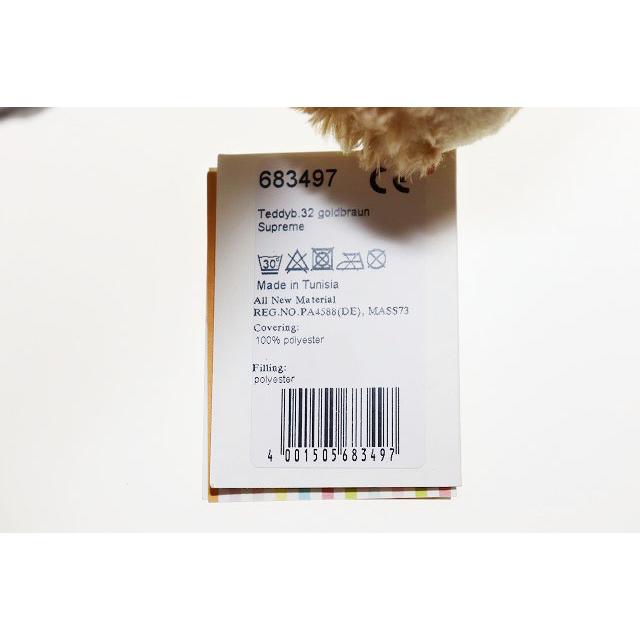 683497 CE
Teddyb.32 goldbraun
Supreme
30°
Made in Tunisia
All New Material
REG.NO.PA4588(DE), MASS73
Covering:
100% polyester
Filling:
polyester
4 001505 683497